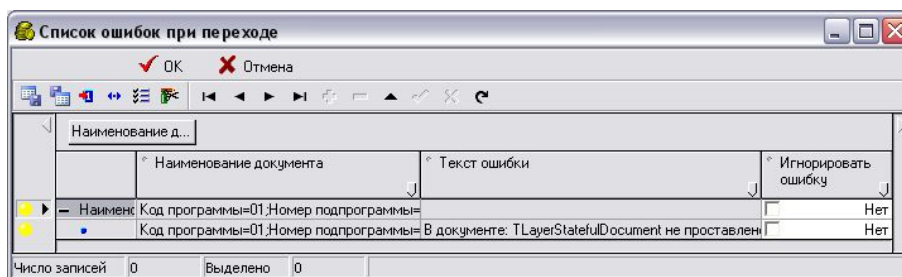 Список ошибок при переходе
OK Отмена
Наименование д...
Наименование документа Текст ошибки Игнорировать ошибку
Наимено Код программы=01;Номер подпрограммы= Нет
Код программы=01;Номер подпрограммы= В документе: TLayerStatefulDocument не проставлен Нет
Число записей 0 Выделено 0